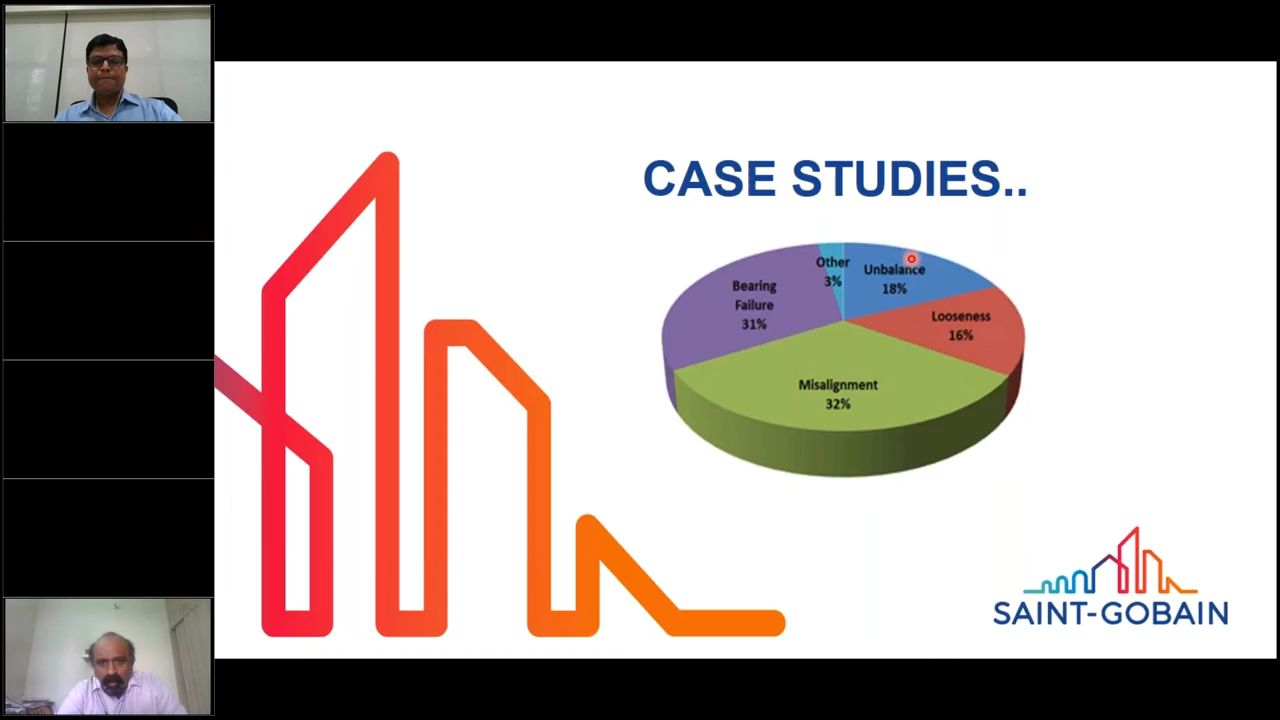 CASE STUDIES..
Other
3%
Unbalance
18%
Bearing
Failure
31%
Looseness
16%
Misalignment
32%
SAINT-GOBAIN